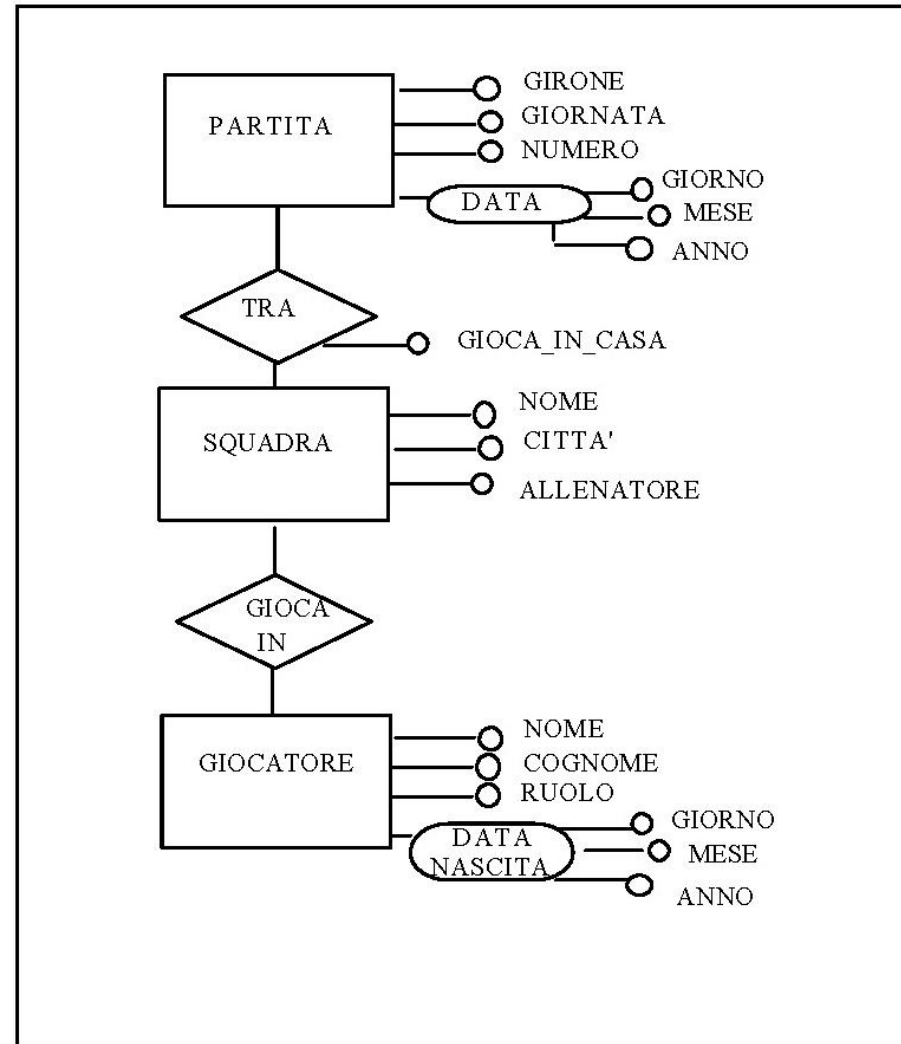 PARTITA
GIRONE
GIORNATA
NUMERO
DATA
GIORNO
MESE
ANNO
TRA
GIOCA_IN_CASA
SQUADRA
NOME
CITTA'
ALLENATORE
GIOCA
IN
GIOCATORE
NOME
COGNOME
RUOLO
DATA
NASCITA
GIORNO
MESE
ANNO